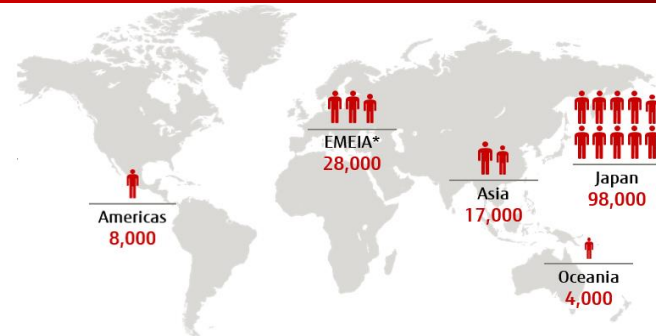 EMEIA*
28,000
Americas
8,000
Asia
17,000
Japan
98,000
Oceania
4,000